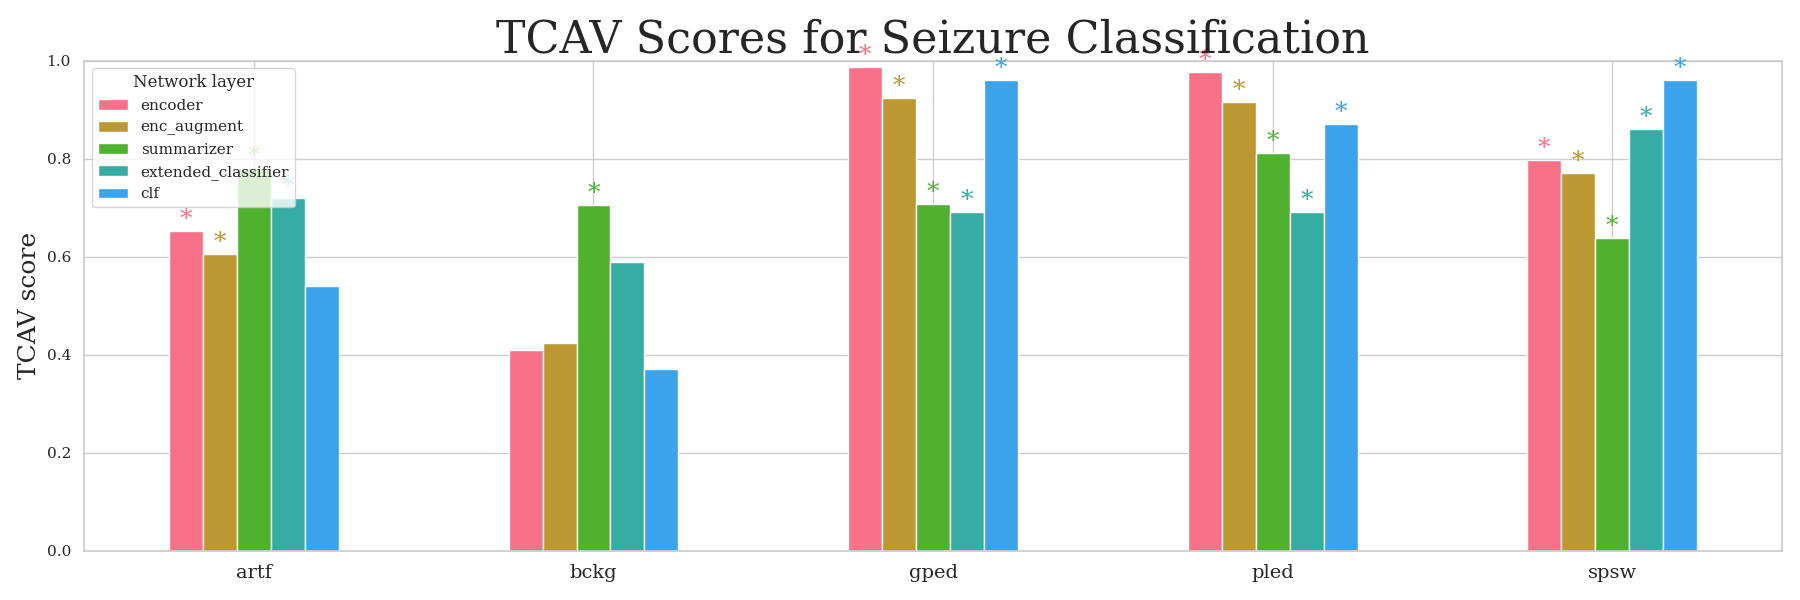 TCAV Scores for Seizure Classification
Network layer
encoder
enc_augment
summarizer
extended_classifier
clf
TCAV score
1.0
0.8
0.6
0.4
0.2
0.0
* * * *
*
* * * * *
* * * * *
* * * * *
artf bckg gped pled spsw